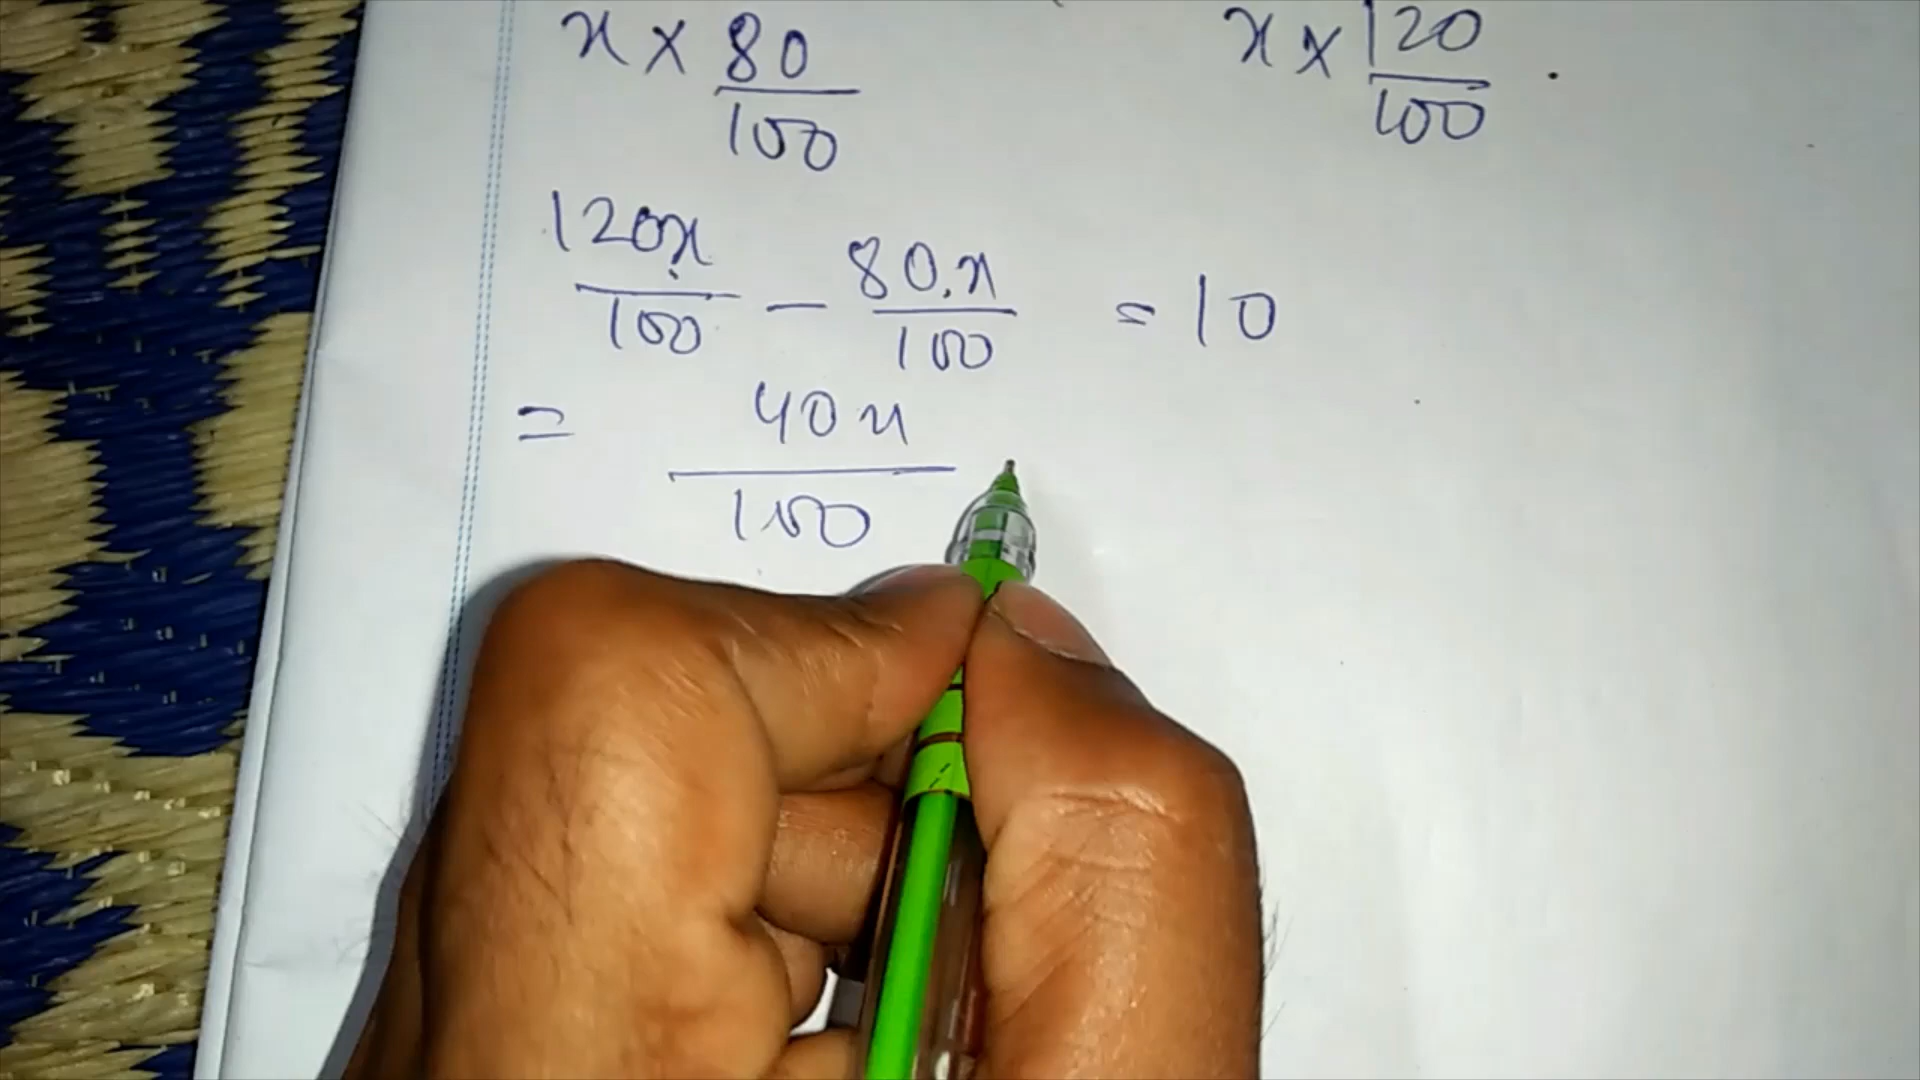 x × 80/100    x × 120/100 .
120x/100 − 80.x/100 = 10
= 40x/100